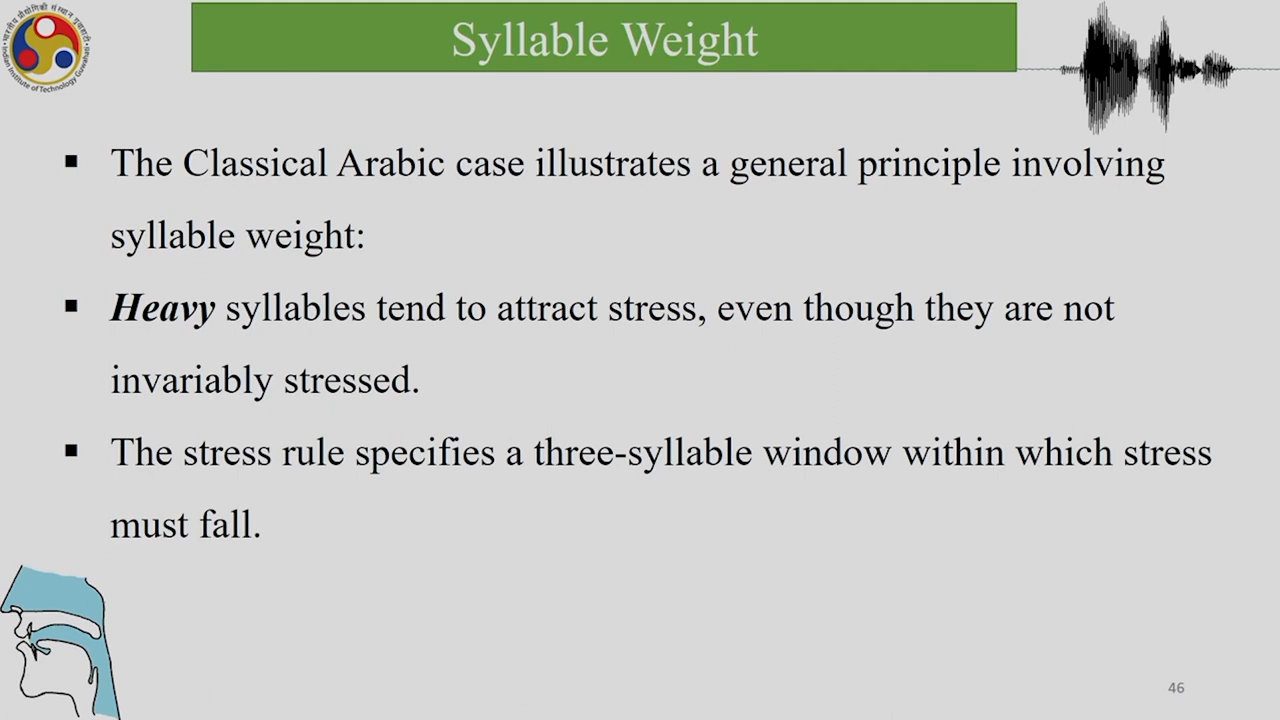 Syllable Weight
▪ The Classical Arabic case illustrates a general principle involving
syllable weight:
▪ Heavy syllables tend to attract stress, even though they are not
invariably stressed.
▪ The stress rule specifies a three-syllable window within which stress
must fall.
46